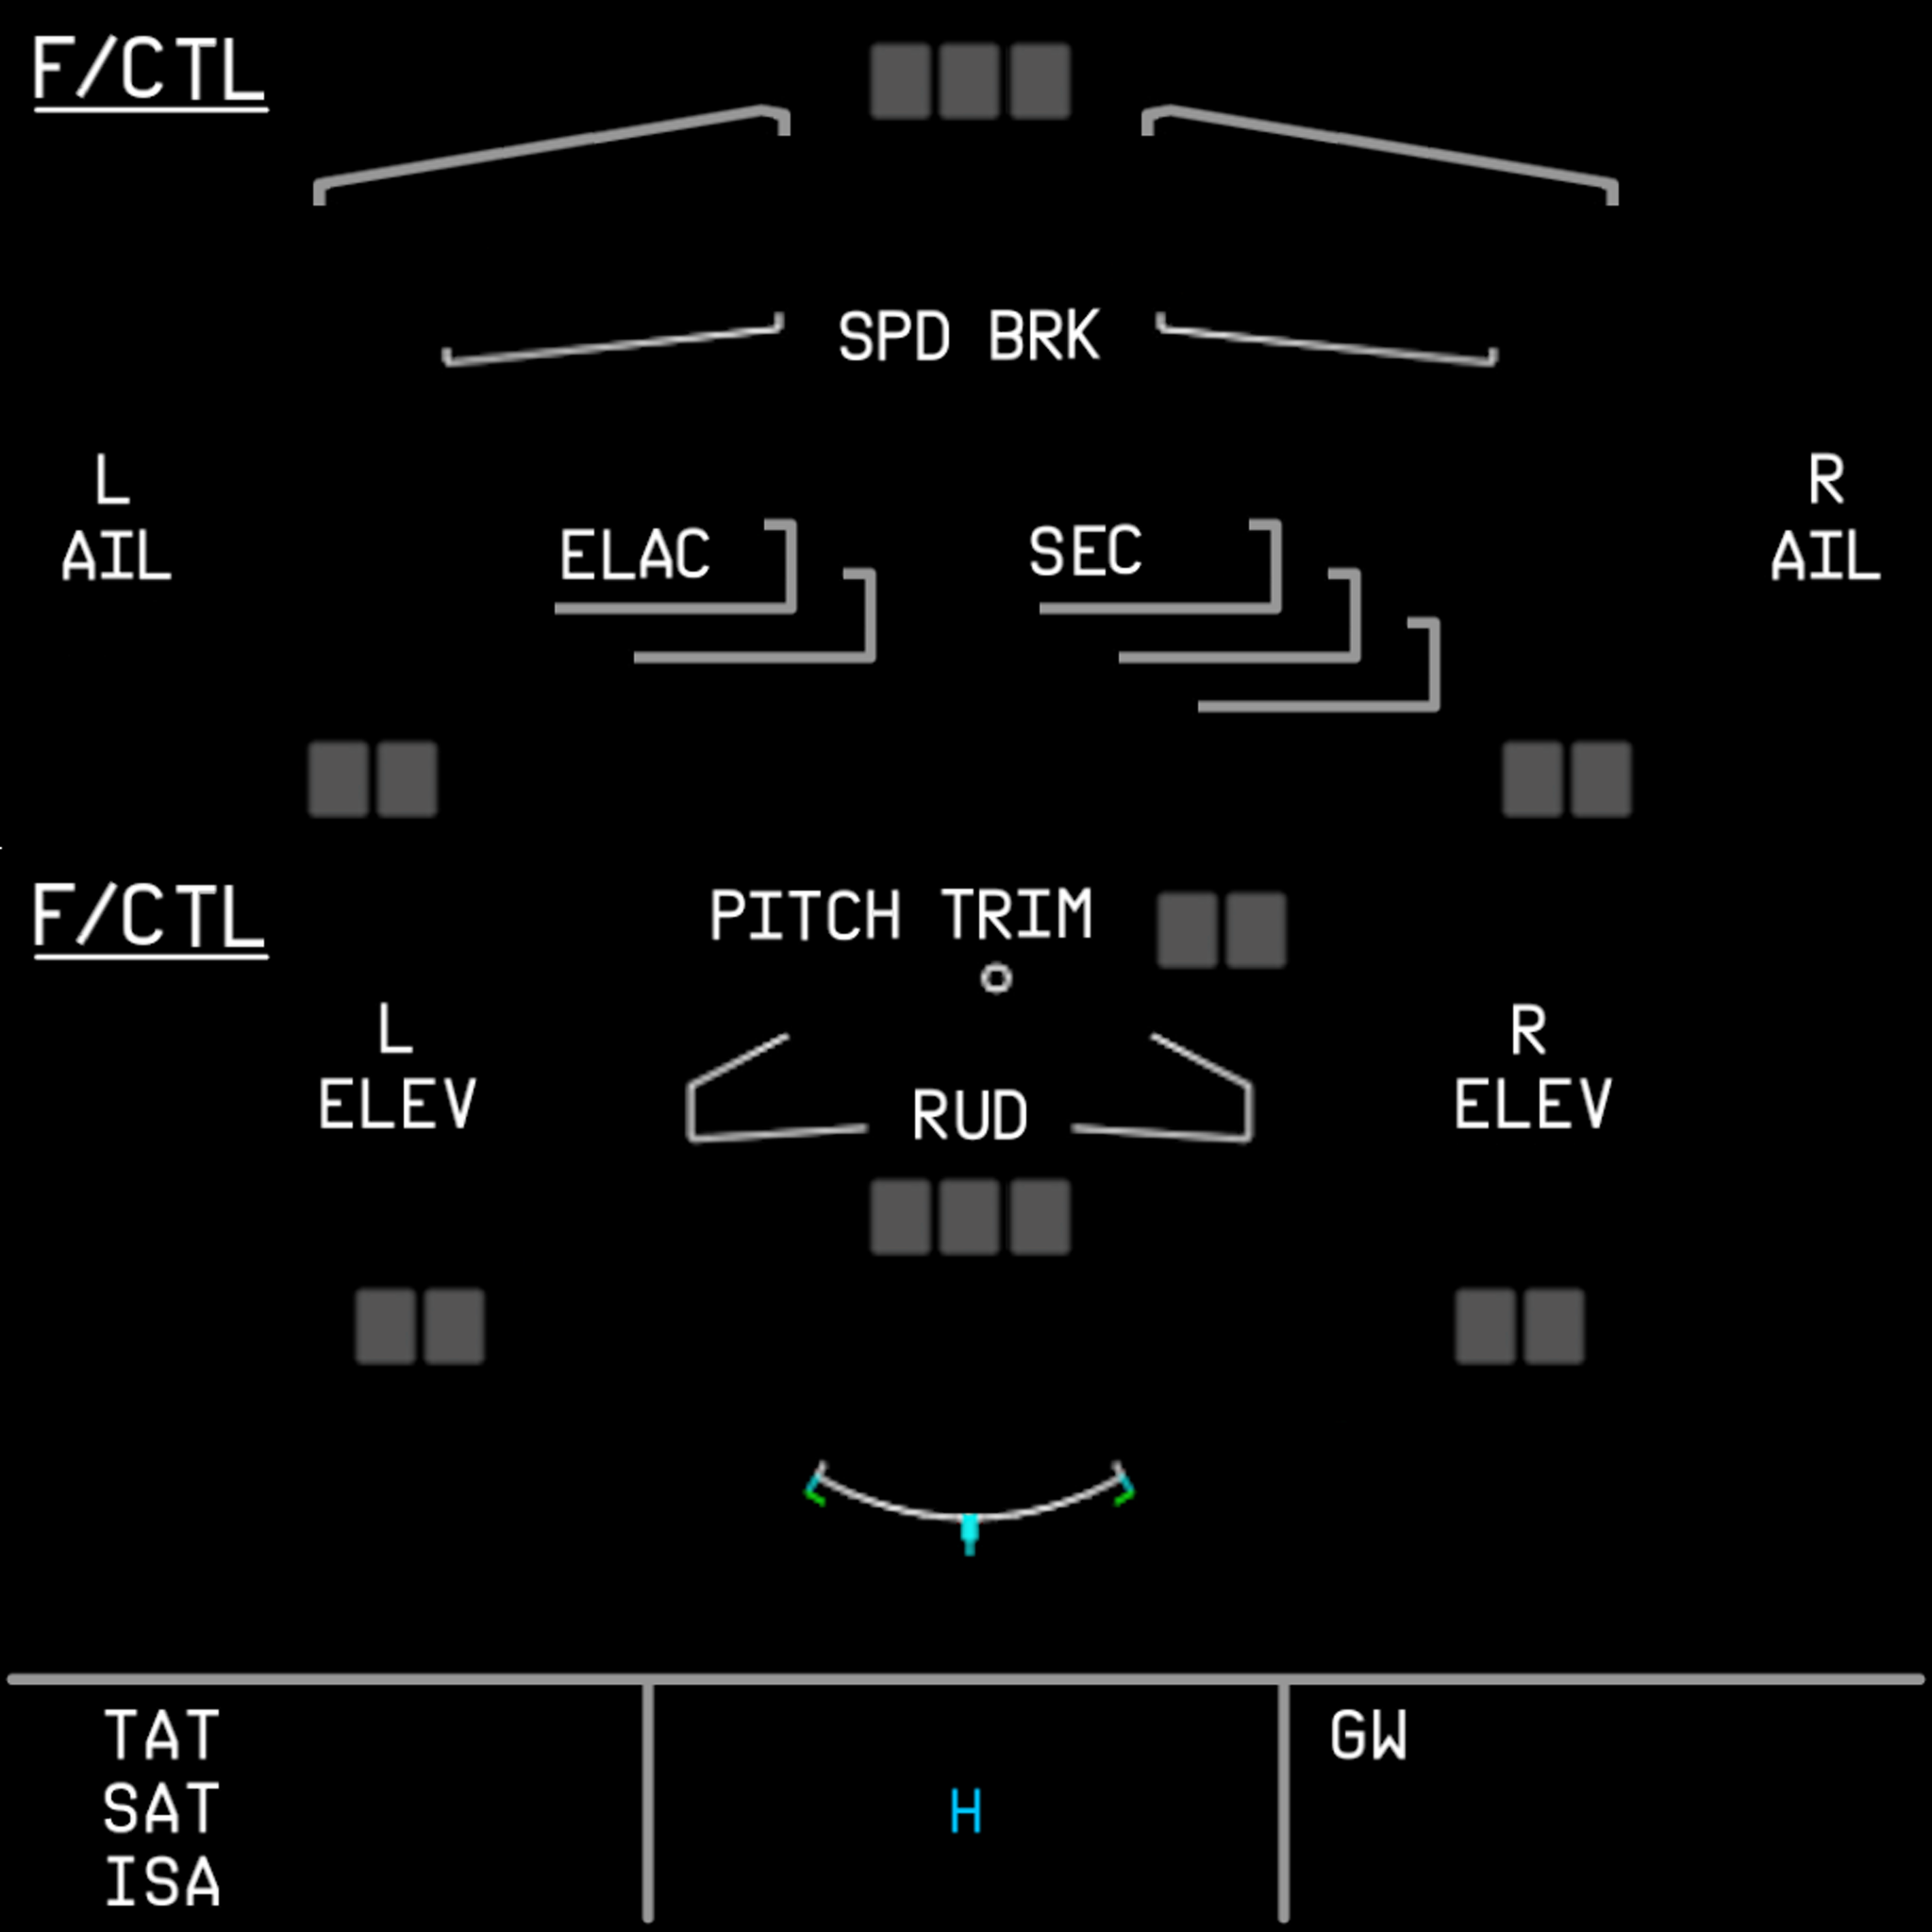 F/CTL
SPD BRK
L R
AIL ELAC SEC AIL
F/CTL PITCH TRIM
L R
ELEV RUD ELEV
TAT GW
SAT H
ISA